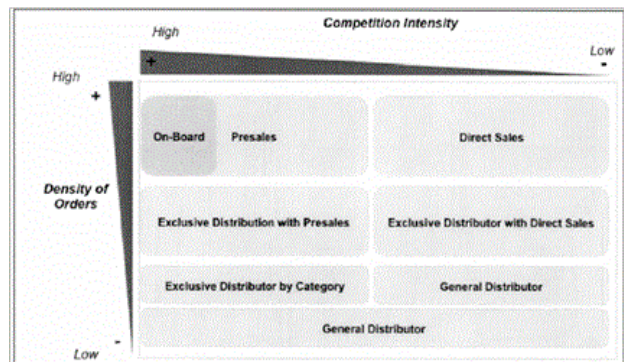 Competition Intensity
High
Low
+
-
High
+
On-Board
Presales
Direct Sales
Density of
Orders
Exclusive Distribution with Presales
Exclusive Distributor with Direct Sales
Exclusive Distributor by Category
General Distributor
General Distributor
-
Low